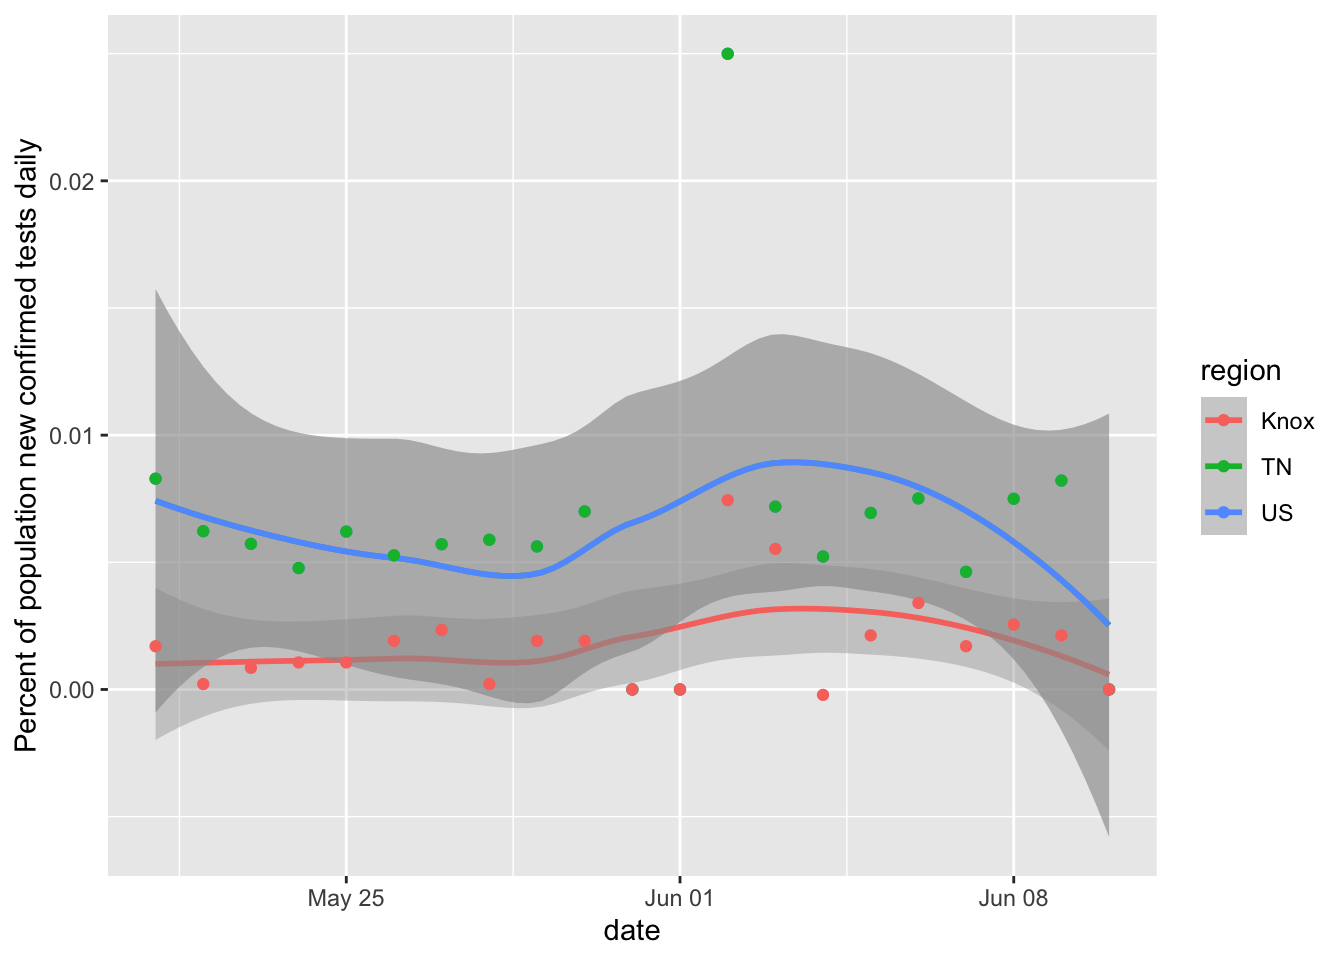 Percent of population new confirmed tests daily
0.02
0.01
0.00
May 25
Jun 01
Jun 08
date
region
Knox
TN
US